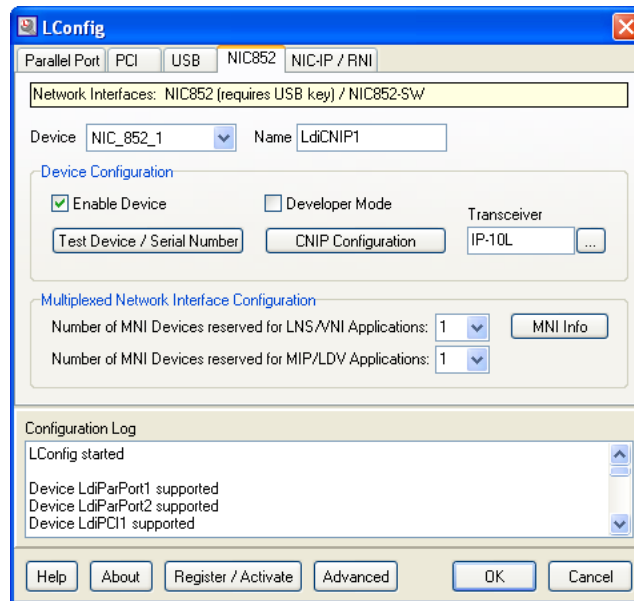 LConfig
Parallel Port PCI USB NIC852 NIC-IP / RNI
Network Interfaces: NIC852 (requires USB key) / NIC852-SW
Device NIC_852_1 Name LdiCNIP1
Device Configuration
Enable Device Developer Mode
Transceiver
Test Device / Serial Number CNIP Configuration IP-10L ...
Multiplexed Network Interface Configuration
Number of MNI Devices reserved for LNS/VNI Applications: 1 MNI Info
Number of MNI Devices reserved for MIP/LDV Applications: 1
Configuration Log
LConfig started
Device LdiParPort1 supported
Device LdiParPort2 supported
Device LdiPCI1 supported
Help About Register / Activate Advanced OK Cancel